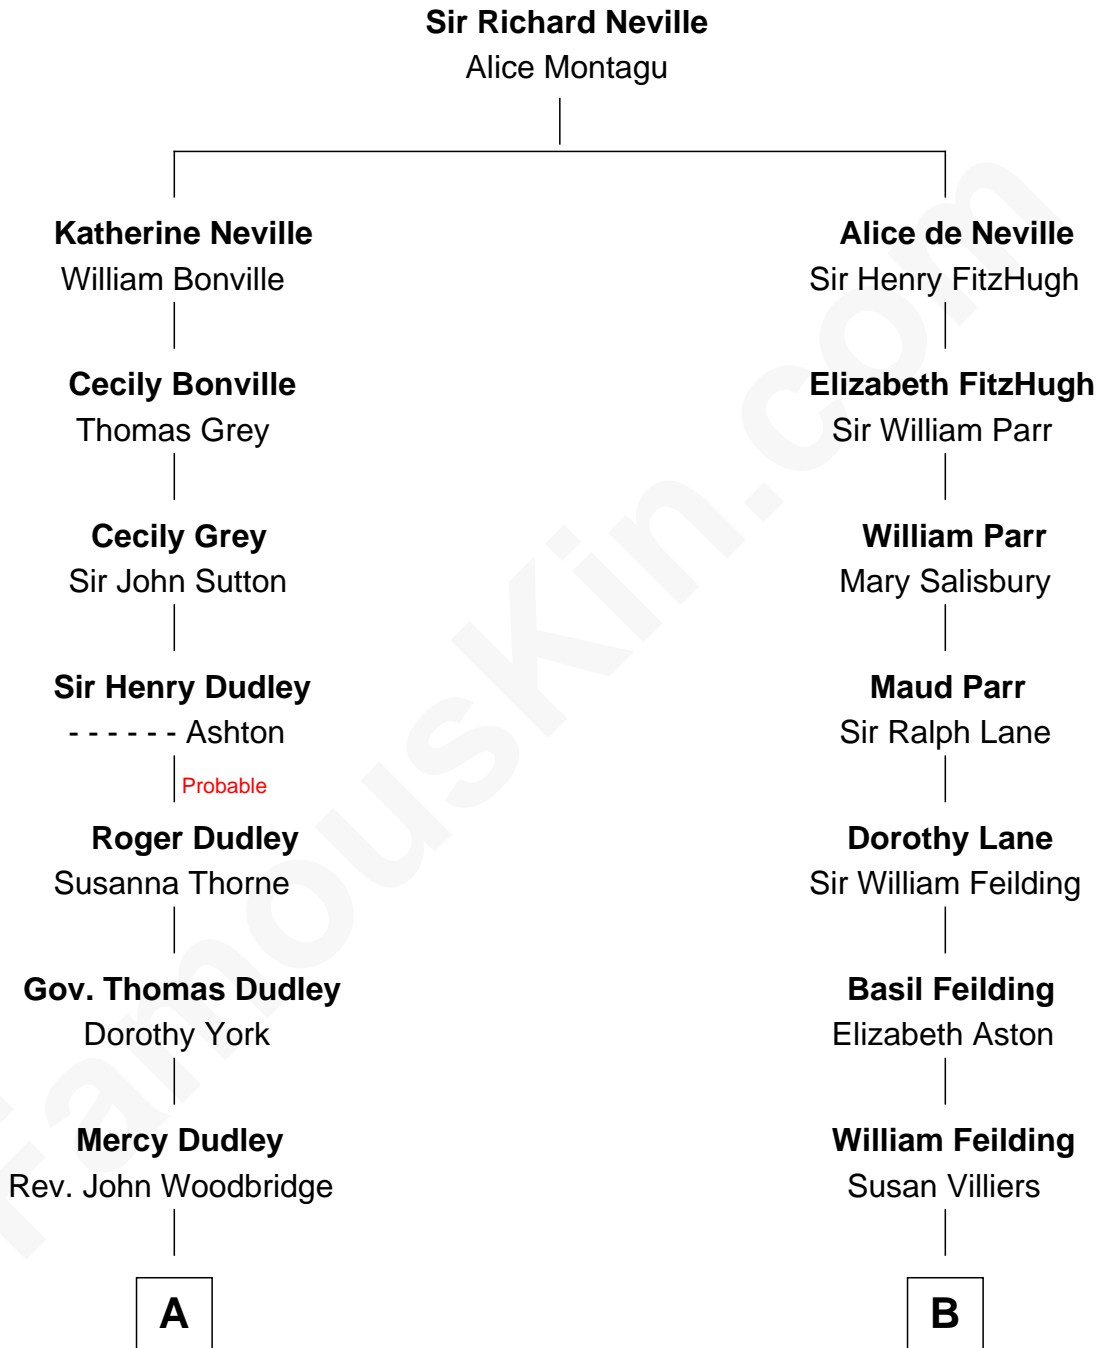 Sir Richard Neville
Alice Montagu
Katherine Neville
William Bonville
Alice de Neville
Sir Henry FitzHugh
Cecily Bonville
Thomas Grey
Elizabeth FitzHugh
Sir William Parr
Cecily Grey
Sir John Sutton
William Parr
Mary Salisbury
Sir Henry Dudley
- - - - - - Ashton
Maud Parr
Sir Ralph Lane
Probable
Roger Dudley
Susanna Thorne
Dorothy Lane
Sir William Feilding
Gov. Thomas Dudley
Dorothy York
Basil Feilding
Elizabeth Aston
Mercy Dudley
Rev. John Woodbridge
William Feilding
Susan Villiers
A
B
FamousKin.com